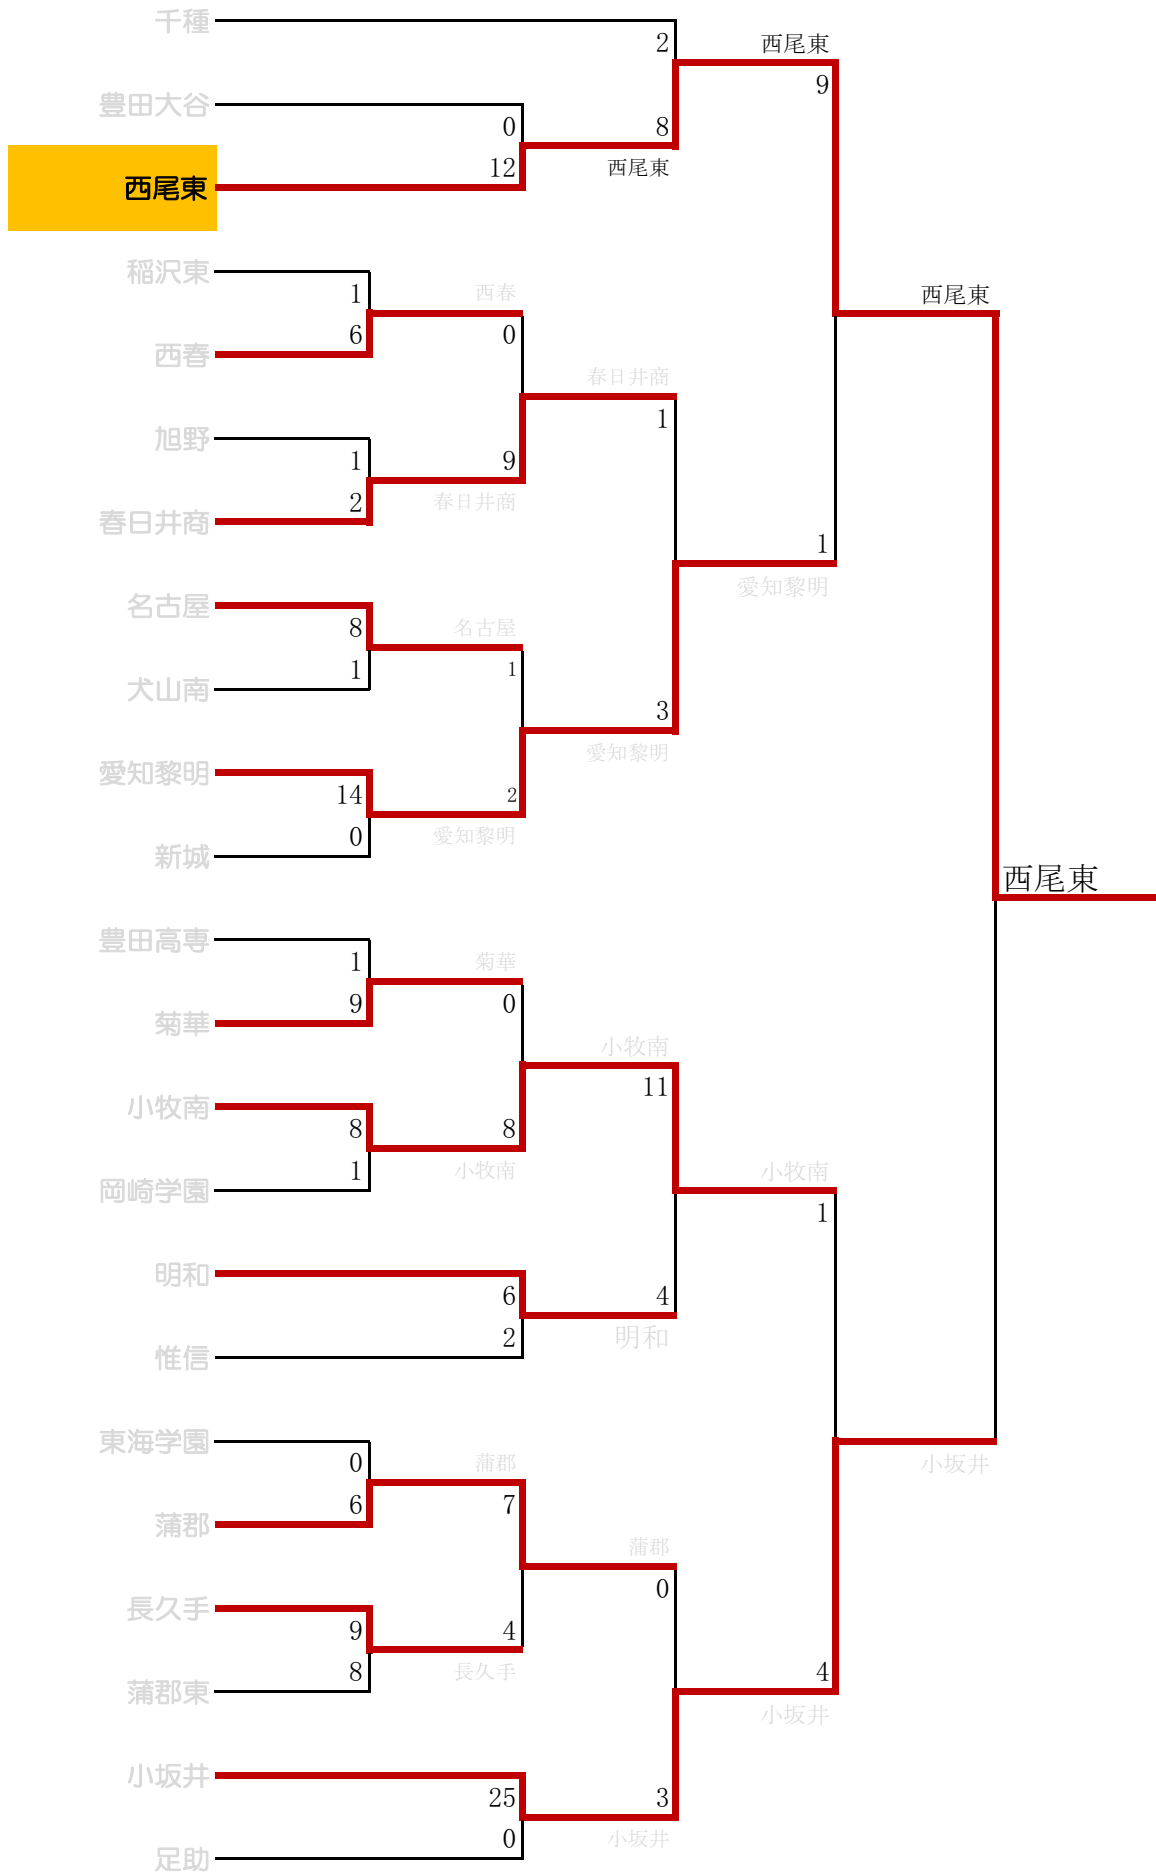 千種
2
西尾東
9
豊田大谷
0
8
12
西尾東
西尾東
稲沢東
1
西春
西尾東
6
0
西春
春日井商
1
旭野
1
9
2
春日井商
春日井商
1
愛知黎明
名古屋
8
名古屋
1
1
犬山南
3
愛知黎明
愛知黎明
14
2
0
愛知黎明
新城
西尾東
豊田高専
1
菊華
9
0
菊華
小牧南
11
小牧南
8
8
1
小牧南
小牧南
岡崎学園
1
明和
6
4
2
明和
惟信
東海学園
0
蒲郡
小坂井
6
7
蒲郡
蒲郡
0
長久手
9
4
8
長久手
4
蒲郡東
小坂井
小坂井
25
3
0
小坂井
足助